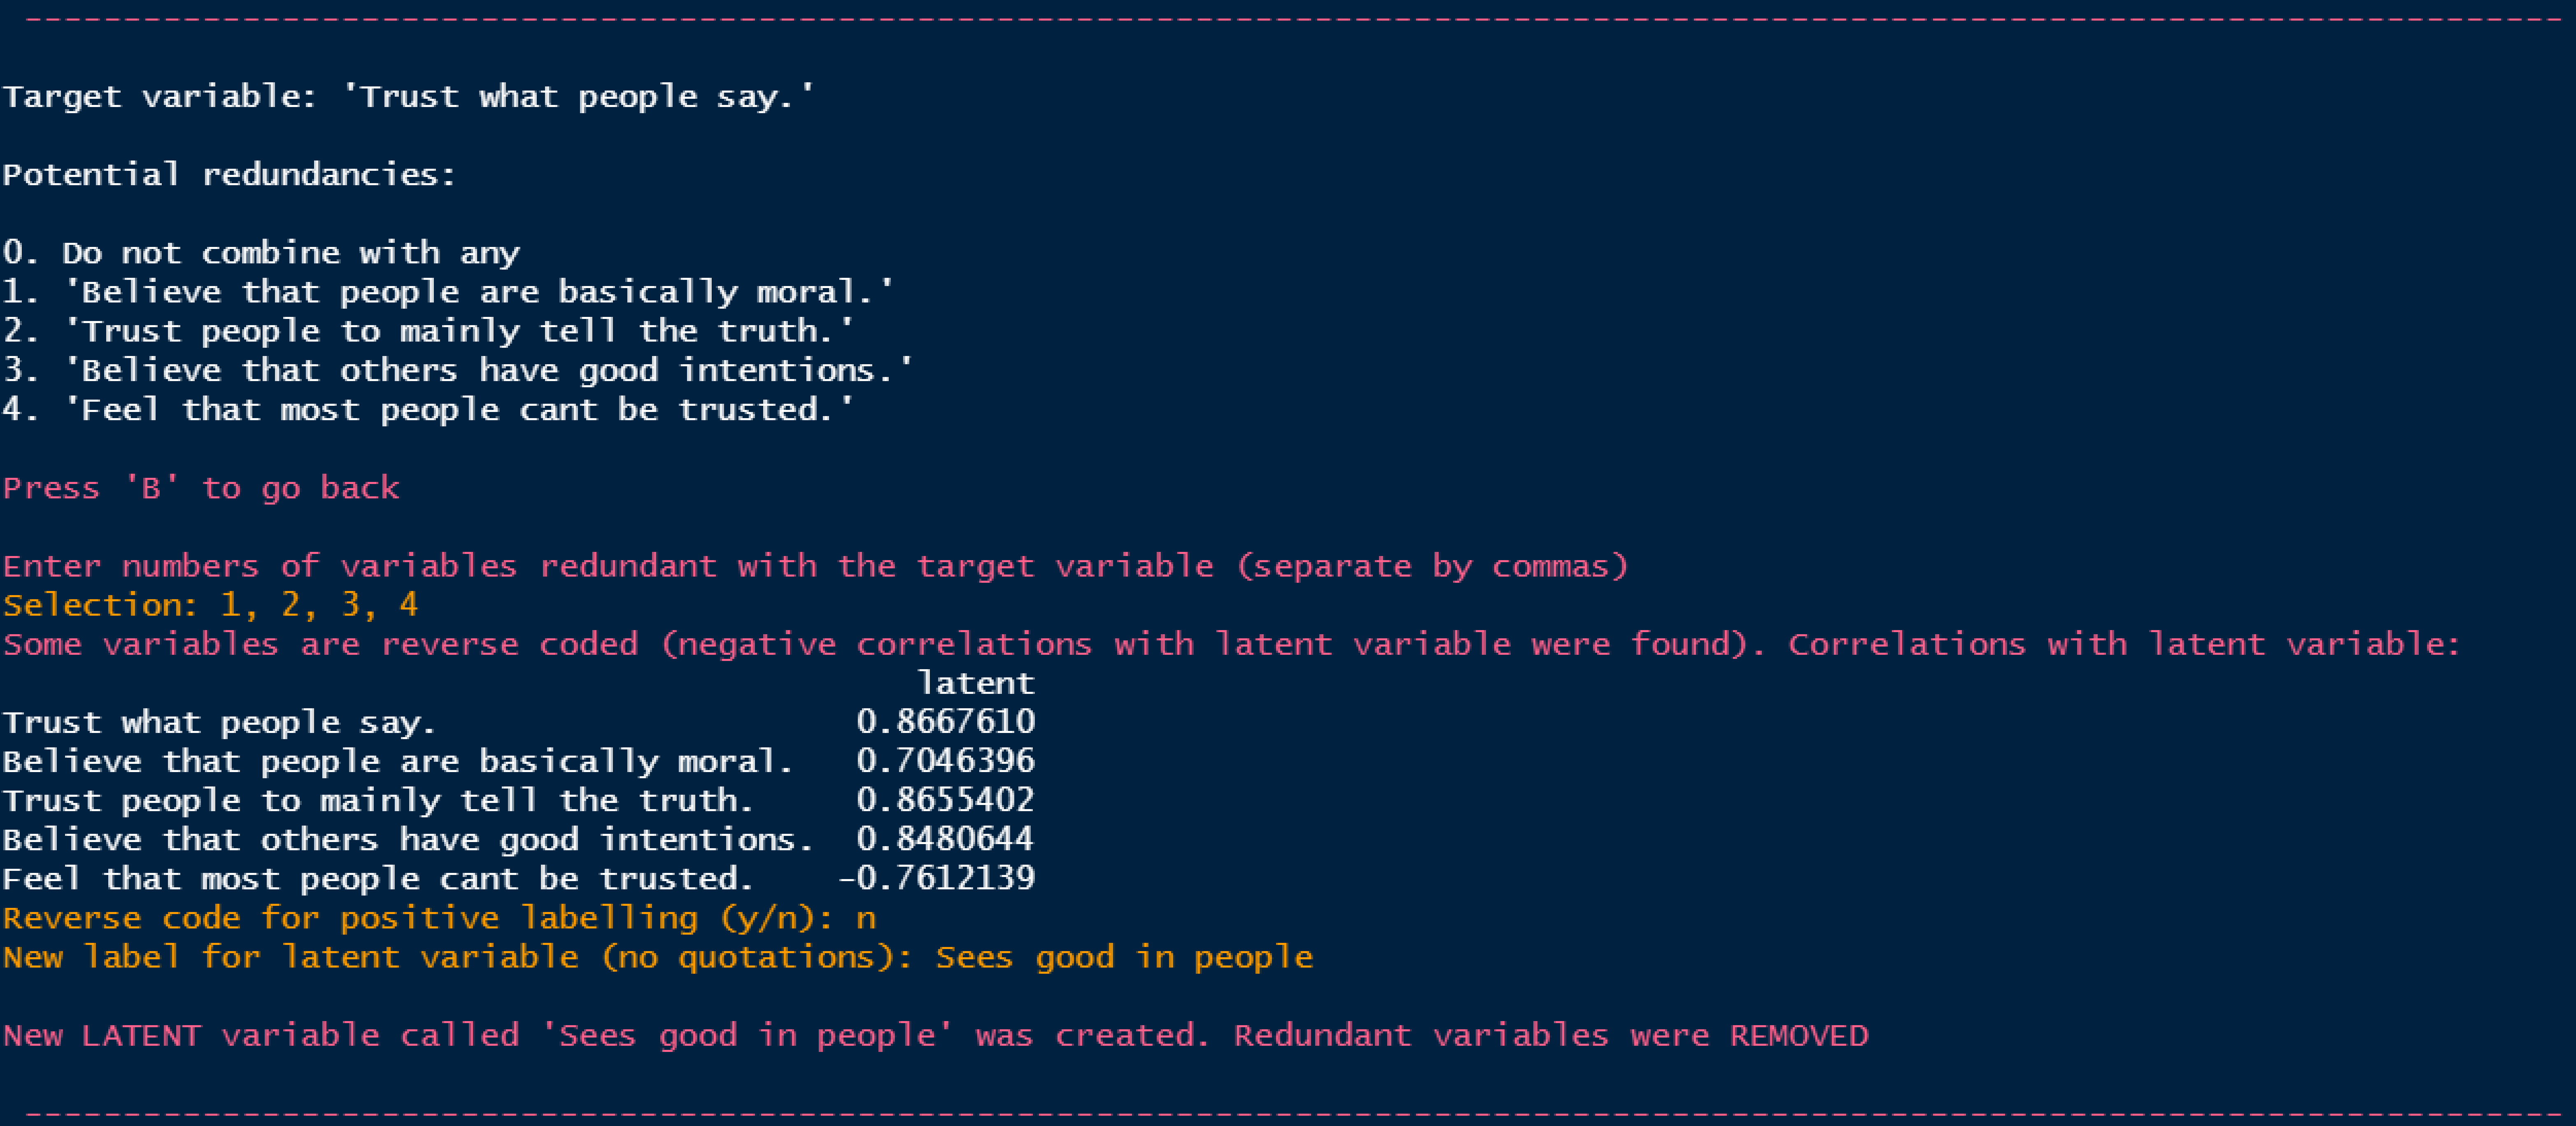 Target variable: 'Trust what people say.'
Potential redundancies:
0. Do not combine with any
1. 'Believe that people are basically moral.'
2. 'Trust people to mainly tell the truth.'
3. 'Believe that others have good intentions.'
4. 'Feel that most people cant be trusted.'
Press 'B' to go back
Enter numbers of variables redundant with the target variable (separate by commas)
Selection: 1, 2, 3, 4
Some variables are reverse coded (negative correlations with latent variable were found). Correlations with latent variable:
latent
Trust what people say. 0.8667610
Believe that people are basically moral. 0.7046396
Trust people to mainly tell the truth. 0.8655402
Believe that others have good intentions. 0.8480644
Feel that most people cant be trusted. -0.7612139
Reverse code for positive labelling (y/n): n
New label for latent variable (no quotations): Sees good in people
New LATENT variable called 'Sees good in people' was created. Redundant variables were REMOVED